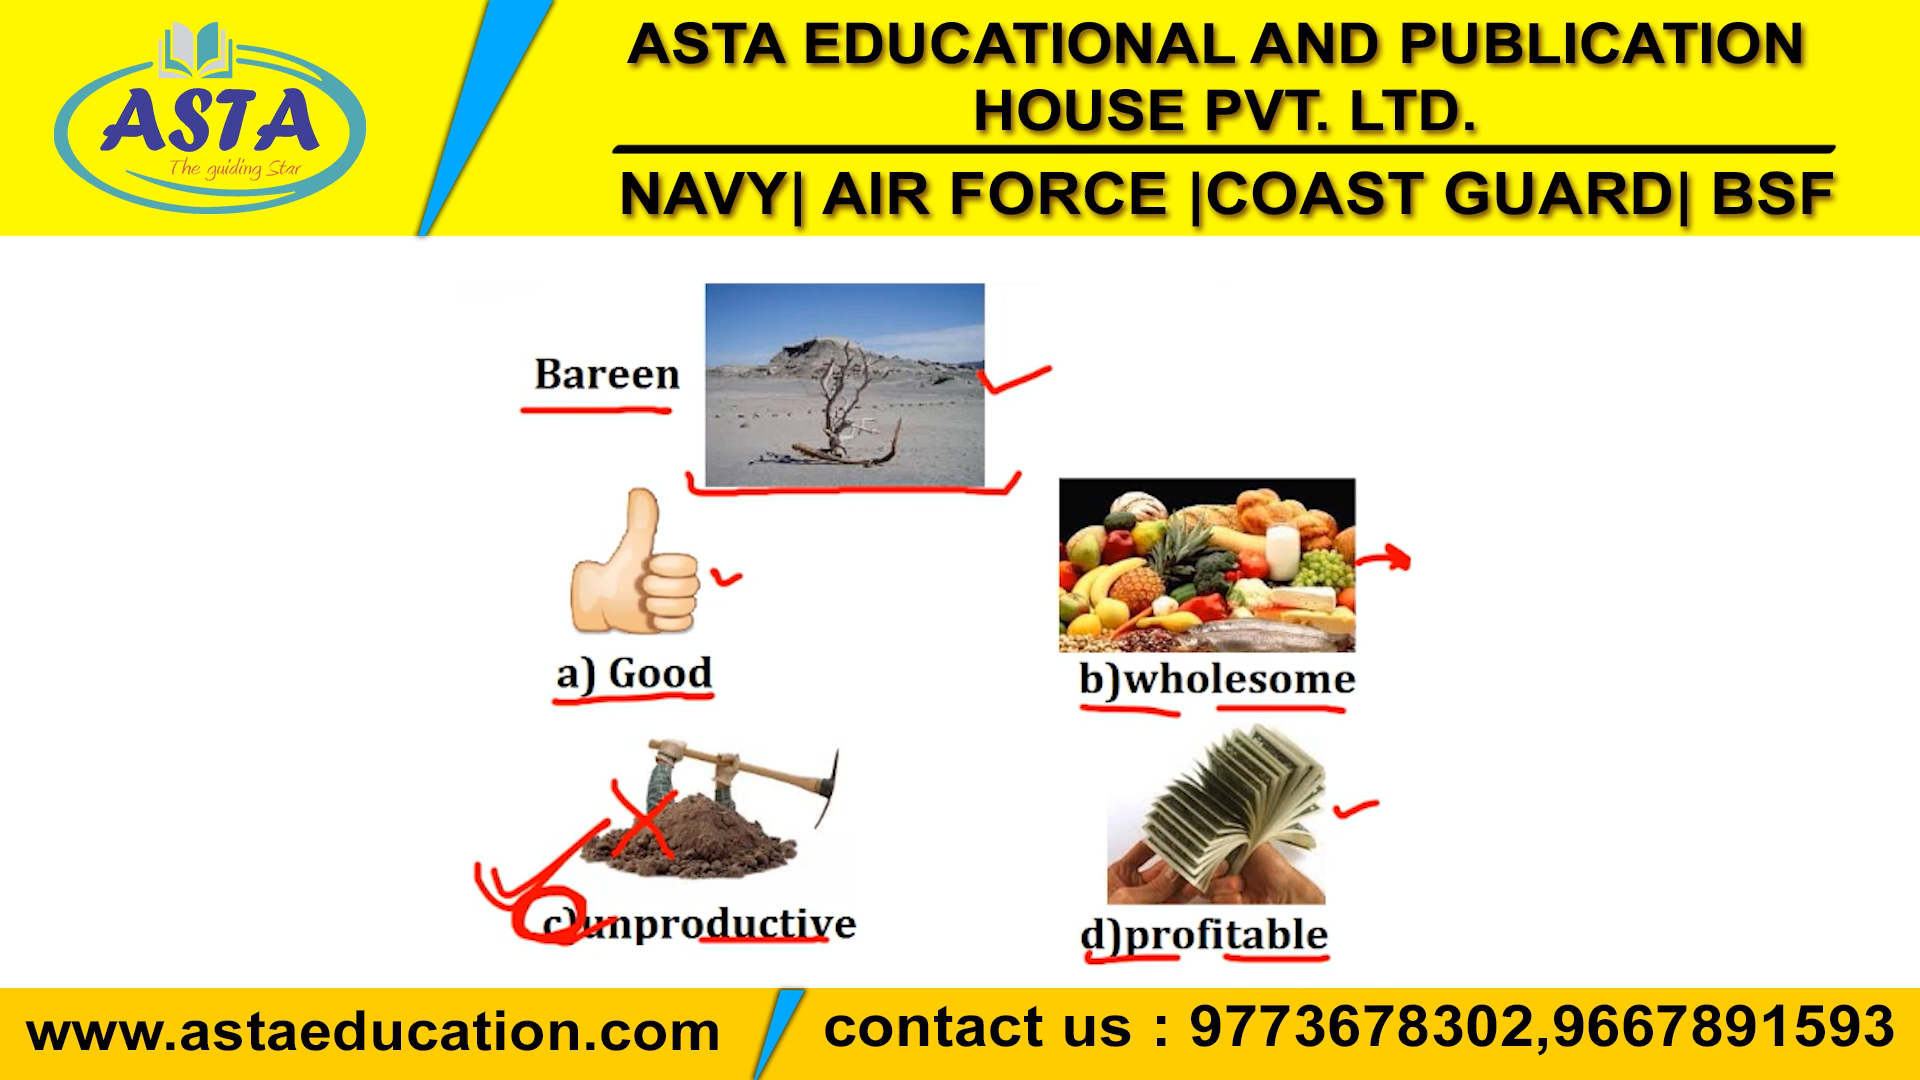 ASTA
The guiding Star
ASTA EDUCATIONAL AND PUBLICATION
HOUSE PVT. LTD.
NAVY| AIR FORCE |COAST GUARD| BSF
Bareen
a) Good
b)wholesome
c)unproductive
d)profitable
www.astaeducation.com
contact us : 9773678302,9667891593